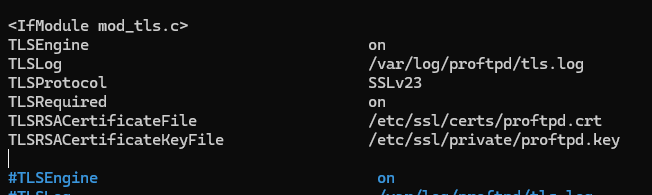 <IfModule mod_tls.c>
TLSEngine on
TLSLog /var/log/proftpd/tls.log
TLSProtocol SSLv23
TLSRequired on
TLSRSACertificateFile /etc/ssl/certs/proftpd.crt
TLSRSACertificateKeyFile /etc/ssl/private/proftpd.key
#TLSEngine on
#TLSLog /var/log/proftpd/tls.log